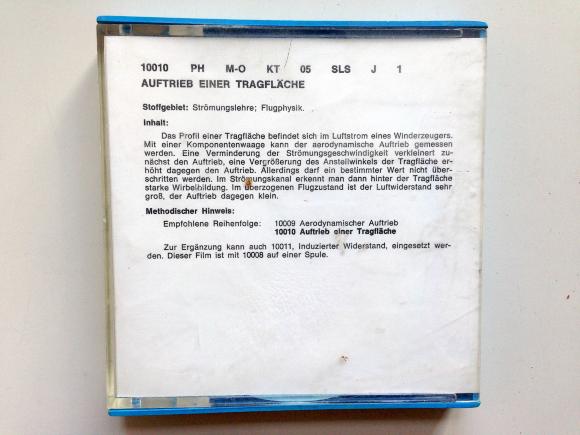 10010 PH M-O KT 05 SLS J 1
AUFTRIEB EINER TRAGFLÄCHE
Stoffgebiet: Strömungslehre; Flugphysik.
Inhalt:
Das Profil einer Tragfläche befindet sich im Luftstrom eines Winderzeugers.
Mit einer Komponentenwaage kann der aerodynamische Auftrieb gemessen
werden. Eine Verminderung der Strömungsgeschwindigkeit verkleinert zu-
nächst den Auftrieb, eine Vergrößerung des Anstellwinkels der Tragfläche er-
höht dagegen den Auftrieb. Allerdings darf ein bestimmter Wert nicht über-
schritten werden. Im Strömungskanal erkennt man dann hinter der Tragfläche
starke Wirbelbildung. Im überzogenen Flugzustand ist der Luftwiderstand sehr
groß, der Auftrieb dagegen klein.
Methodischer Hinweis:
Empfohlene Reihenfolge: 10009 Aerodynamischer Auftrieb
10010 Auftrieb einer Tragfläche
Zur Ergänzung kann auch 10011, induzierter Widerstand, eingesetzt wer-
den. Dieser Film ist mit 10008 auf einer Spule.